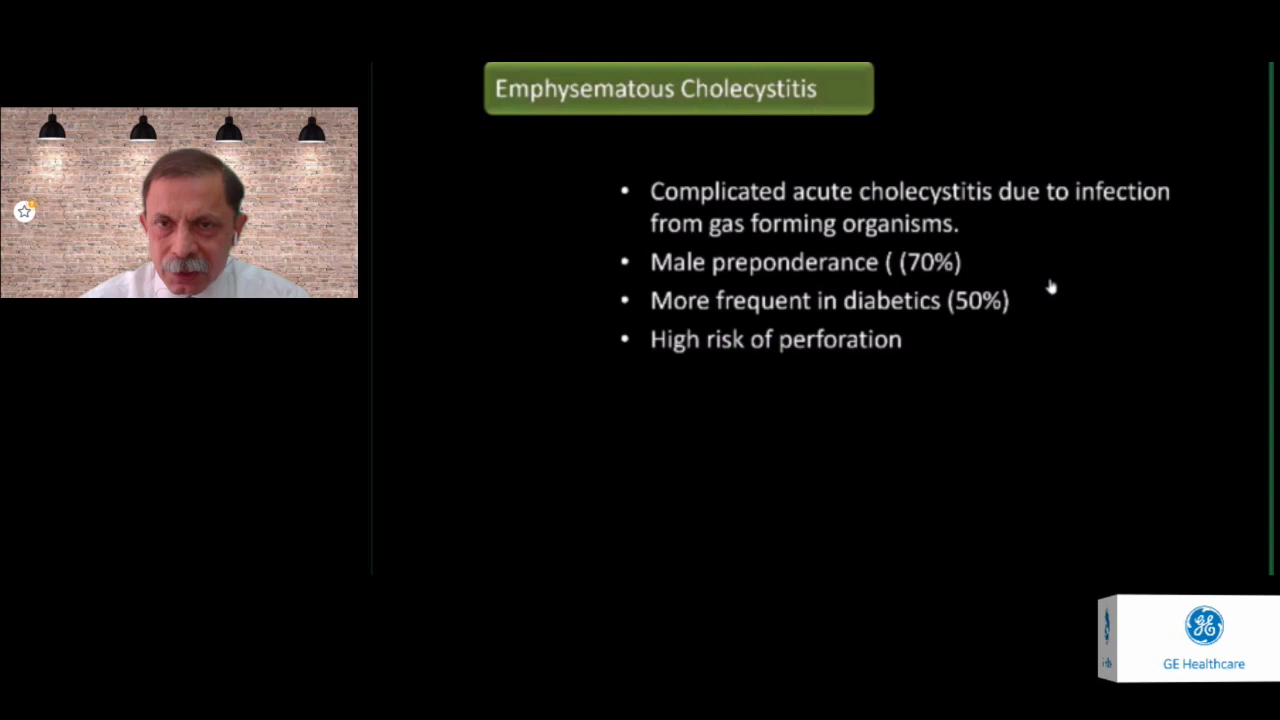 Emphysematous Cholecystitis
• Complicated acute cholecystitis due to infection
from gas forming organisms.
• Male preponderance ( (70%)
• More frequent in diabetics (50%)
• High risk of perforation
GE Healthcare